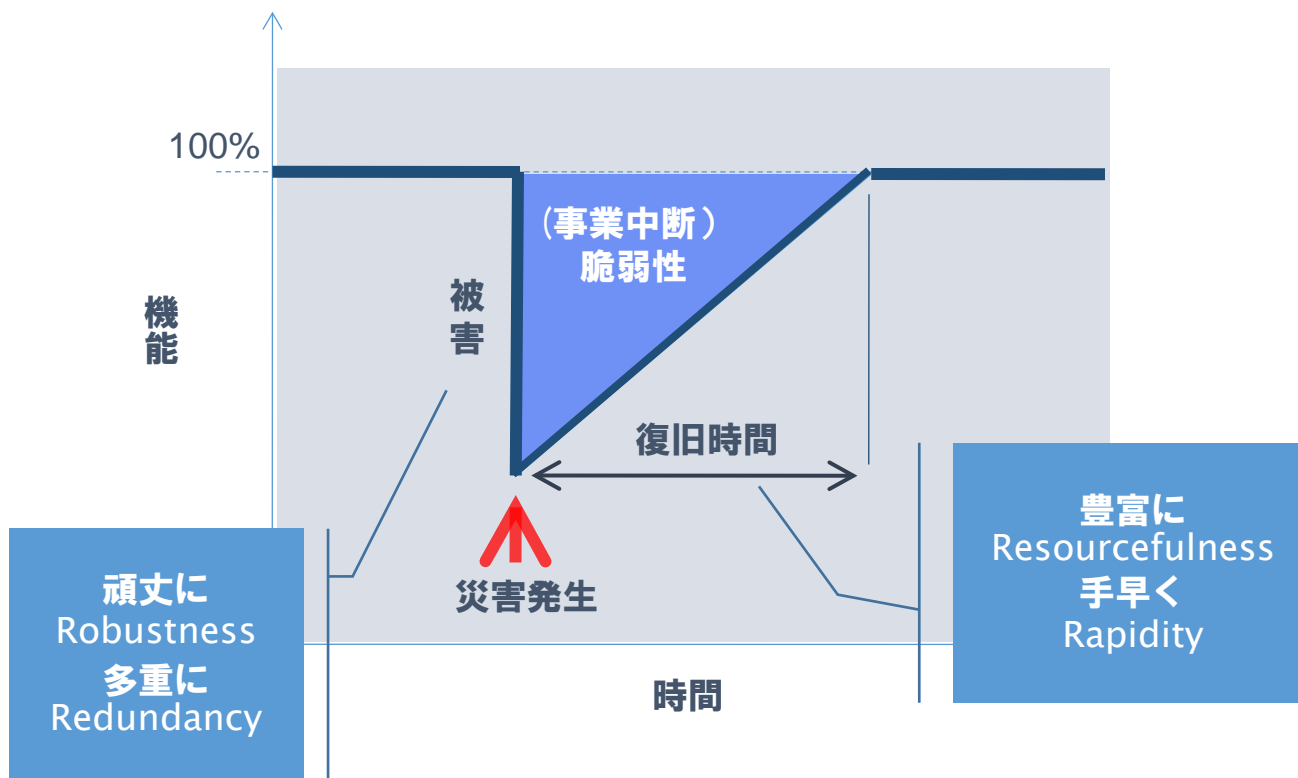 100%
(事業中断)
脆弱性
被害
機能
復旧時間
災害発生
時間
頑丈に
Robustness
多重に
Redundancy
豊富に
Resourcefulness
手早く
Rapidity